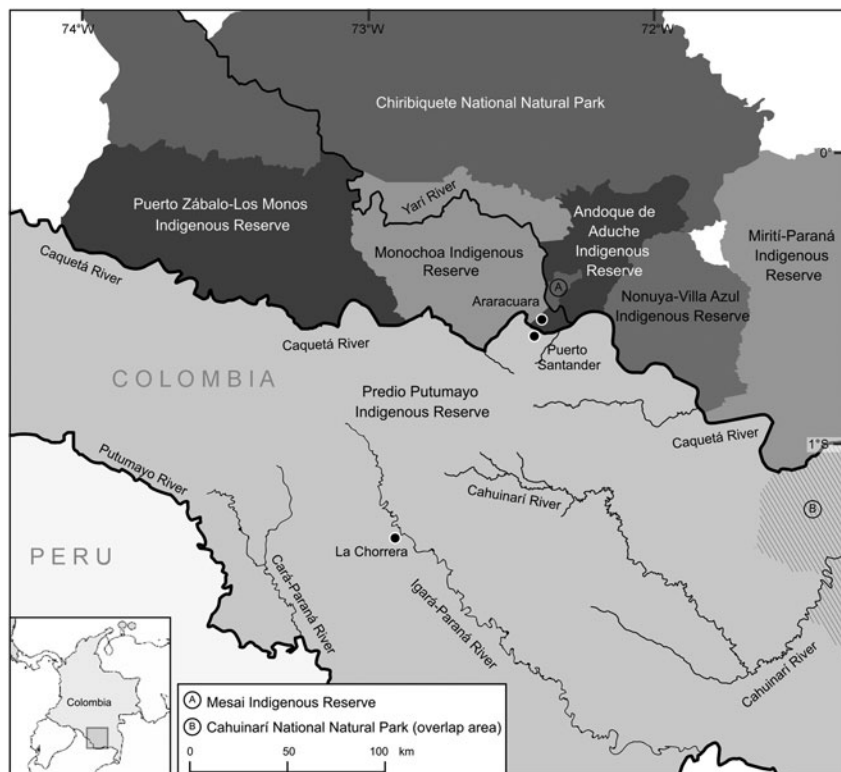 74°W
73°W
72°W
Chiribiquete National Natural Park
0°
Puerto Zábalo-Los Monos
Indigenous Reserve
Yarí River
Andoque de
Aduche
Indigenous
Reserve
Mirití-Paraná
Indigenous
Reserve
Monochoa Indigenous
Reserve
Caquetá River
A
Araracuara
Nonuya-Villa Azul
Indigenous Reserve
Caquetá River
Puerto
Santander
COLOMBIA
Predio Putumayo
Indigenous Reserve
Caquetá River
1°S
Putumayo River
Cahuinarí River
B
La Chorrera
PERU
Cará-Paraná River
Igará-Paraná River
Cahuinarí River
Colombia
A Mesai Indigenous Reserve
B Cahuinarí National Natural Park (overlap area)
0 50 100 km